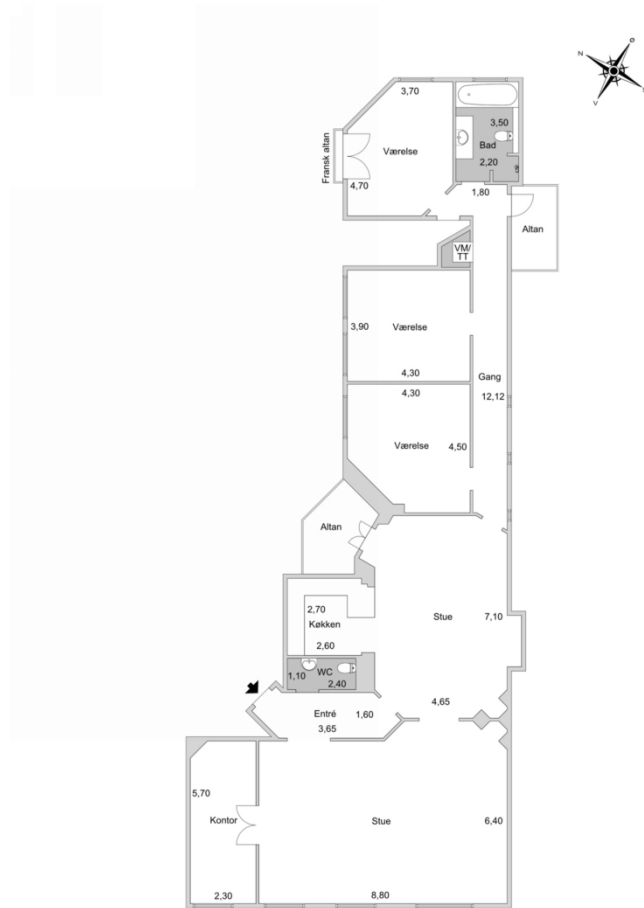 Ø
N
S
V
3,70
3,50
Bad
Værelse
Fransk altan
2,20
4,70
1,80
Altan
VM/
TT
3,90
Værelse
4,30
Gang
12,12
4,30
Værelse
4,50
Altan
2,70
Stue
7,10
Køkken
2,60
1,10
WC
2,40
4,65
Entré
1,60
3,65
5,70
Kontor
Stue
6,40
2,30
8,80